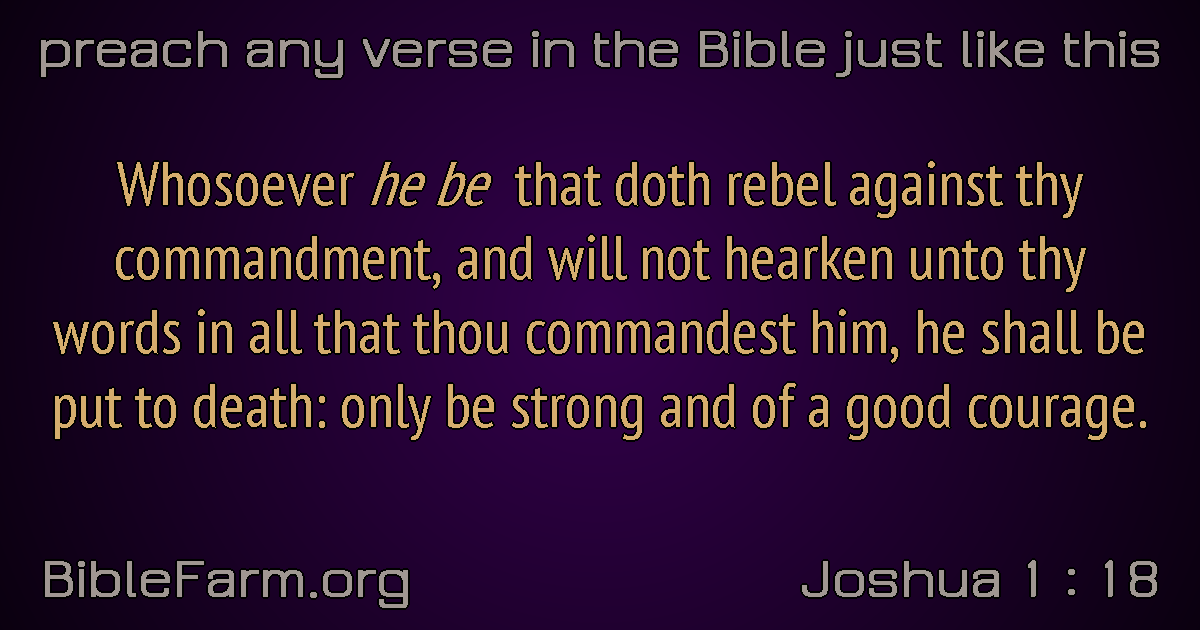 preach any verse in the Bible just like this
Whosoever he be that doth rebel against thy
commandment, and will not hearken unto thy
words in all that thou commandest him, he shall be
put to death: only be strong and of a good courage.
BibleFarm.org
Joshua 1 : 18